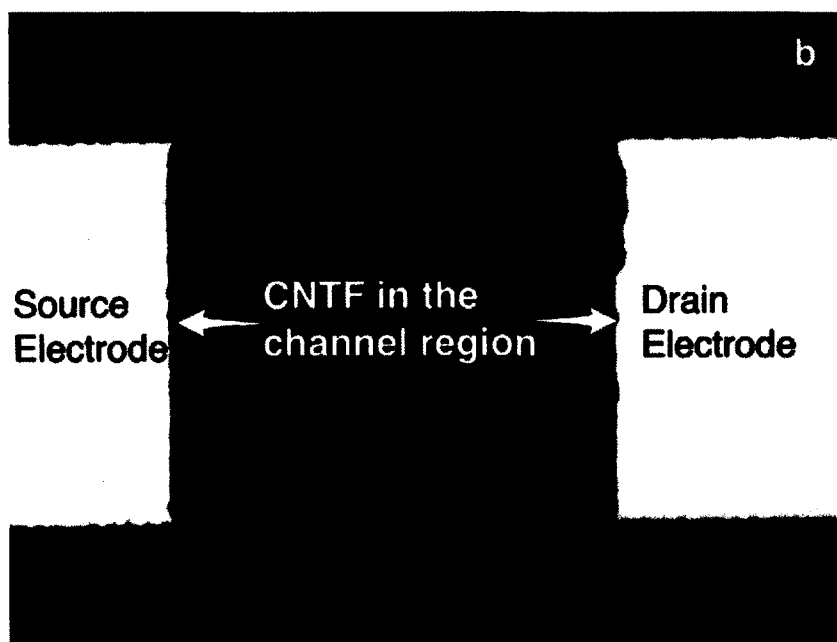 b
Source
Electrode
CNTF in the
channel region
Drain
Electrode